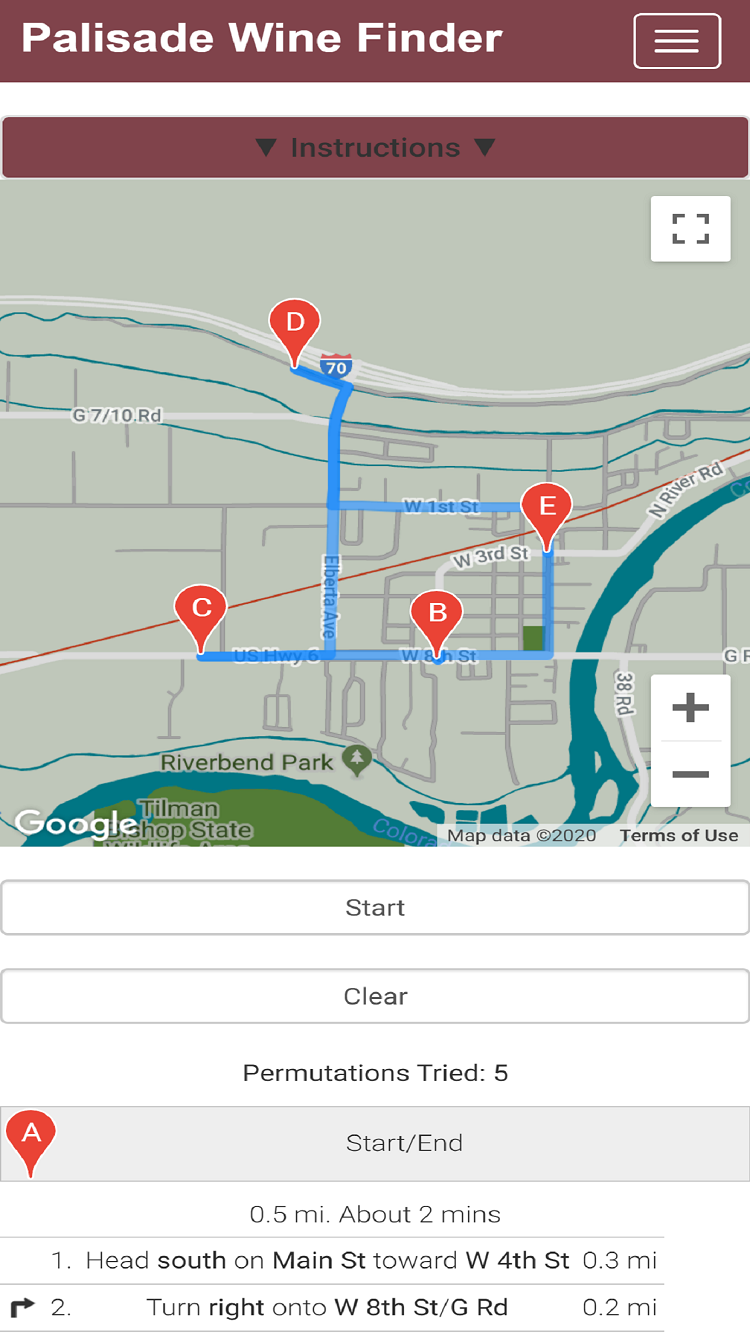 Palisade Wine Finder
▼ Instructions ▼
D
70
G 7/10 Rd
N River Rd
W 1st St
E
W 3rd St
Elberta Ave
C
B
US Hwy 6
W 8th St
38 Rd
+
Riverbend Park
−
Tilman
Bishop State
Google
Map data ©2020 Terms of Use
Start
Clear
Permutations Tried: 5
A
Start/End
0.5 mi. About 2 mins
1. Head south on Main St toward W 4th St 0.3 mi
2. Turn right onto W 8th St/G Rd 0.2 mi